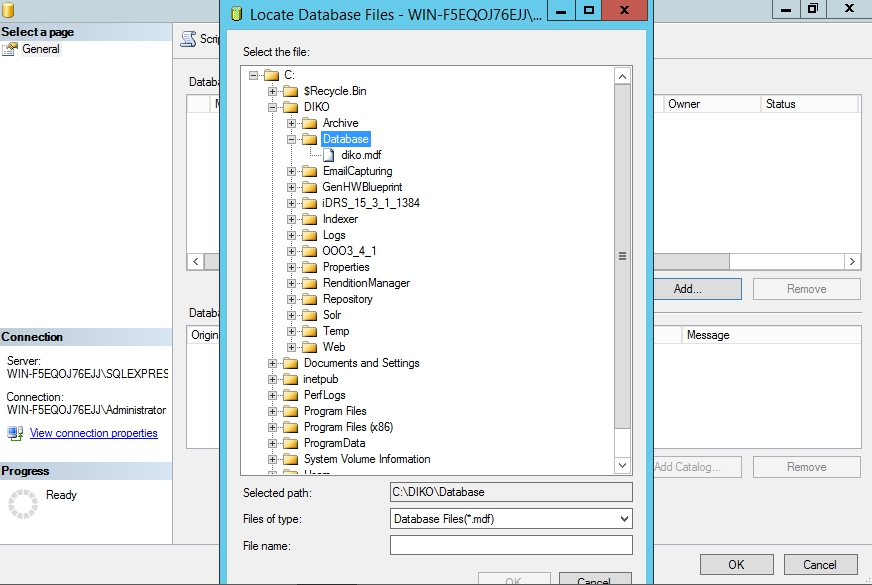 Locate Database Files - WIN-F5EQOJ76EJJ\...
Select a page
General
Scri
Select the file:
Databa
Owner
Status
C:
$Recycle.Bin
DIKO
Archive
Database
diko.mdf
EmailCapturing
GenHWBlueprint
iDRS_15_3_1_1384
Indexer
Logs
OOO3_4_1
Properties
RenditionManager
Repository
Solr
Temp
Web
Documents and Settings
inetpub
PerfLogs
Program Files
Program Files (x86)
ProgramData
System Volume Information
Add...
Remove
Databa
Origin
Message
Connection
Server:
WIN-F5EQOJ76EJJ\SQLEXPRES
Connection:
WIN-F5EQOJ76EJJ\Administrator
View connection properties
Add Catalog...
Remove
Progress
Ready
Selected path:
C:\DIKO\Database
Files of type:
Database Files(*.mdf)
File name:
OK
Cancel
OK
Cancel